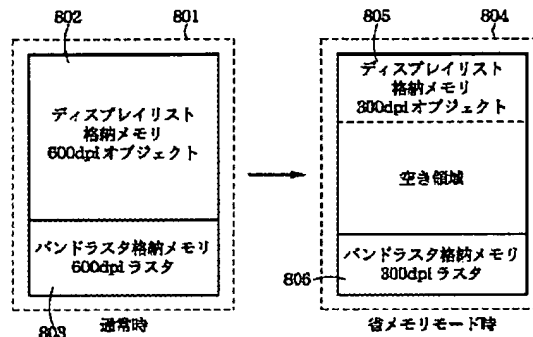 802
801
ディスプレイリスト
格納メモリ
600dpiオブジェクト
バンドラスタ格納メモリ
600dpiラスタ
803
通常時
805
804
ディスプレイリスト
格納メモリ
300dpiオブジェクト
空き領域
バンドラスタ格納メモリ
300dpiラスタ
806
省メモリモード時